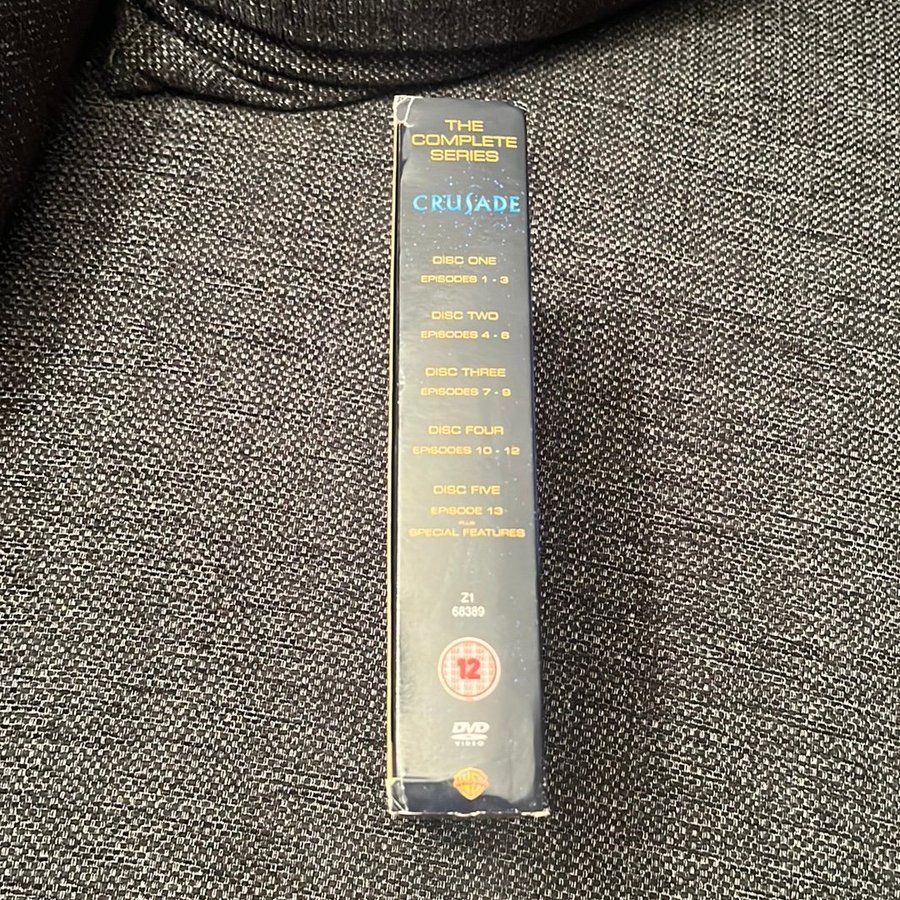 THE
COMPLETE
SERIES
CRUSADE
DISC ONE
EPISODES 1 - 3
DISC TWO
EPISODES 4 - 6
DISC THREE
EPISODES 7 - 9
DISC FOUR
EPISODES 10 - 12
DISC FIVE
EPISODE 13
PLUS
SPECIAL FEATURES
Z1
68389
12
DVD
VIDEO